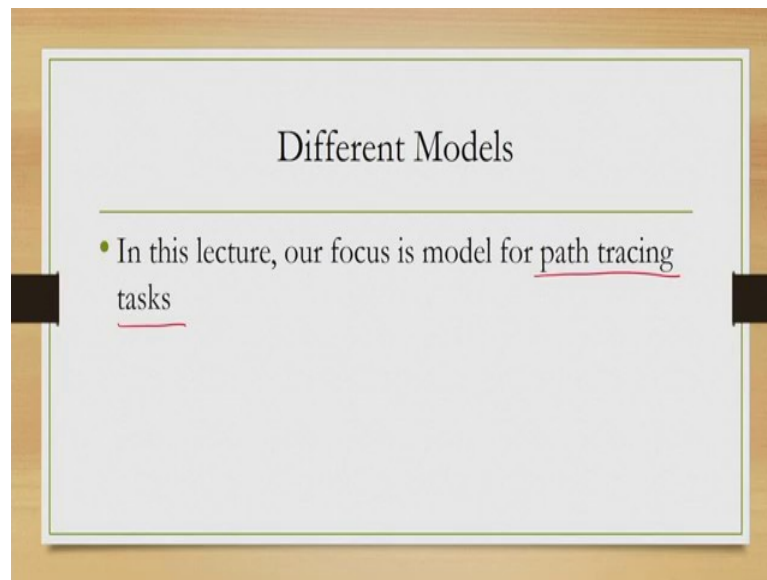 Different Models
• In this lecture, our focus is model for path tracing
tasks